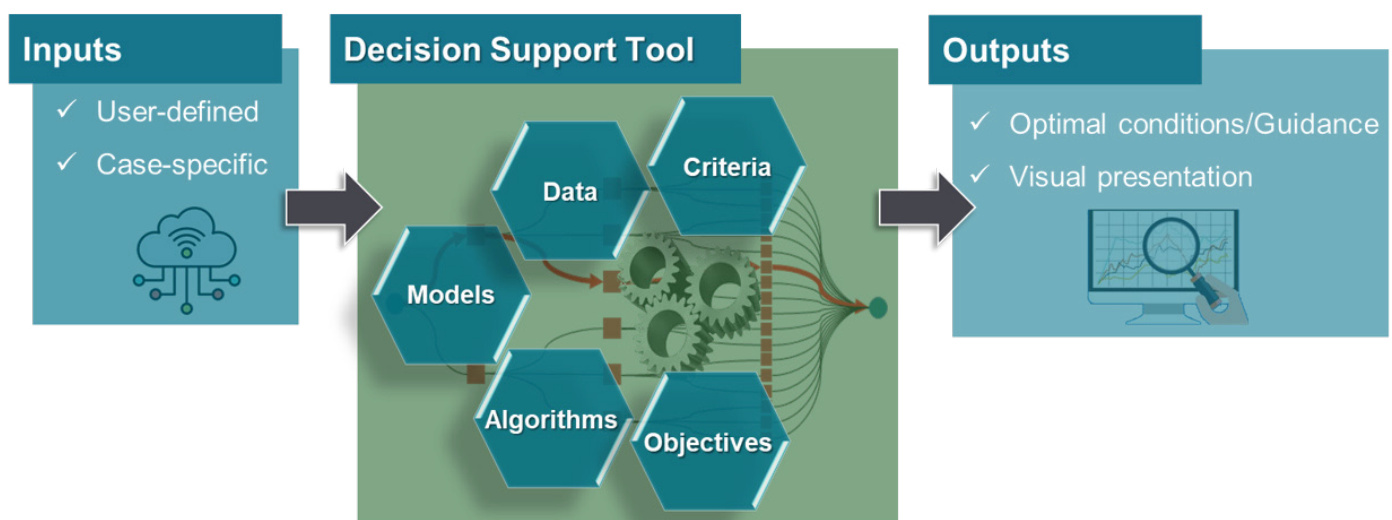 Inputs
✓ User-defined
✓ Case-specific
Decision Support Tool
Criteria
Data
Models
Algorithms
Objectives
Outputs
✓ Optimal conditions/Guidance
✓ Visual presentation